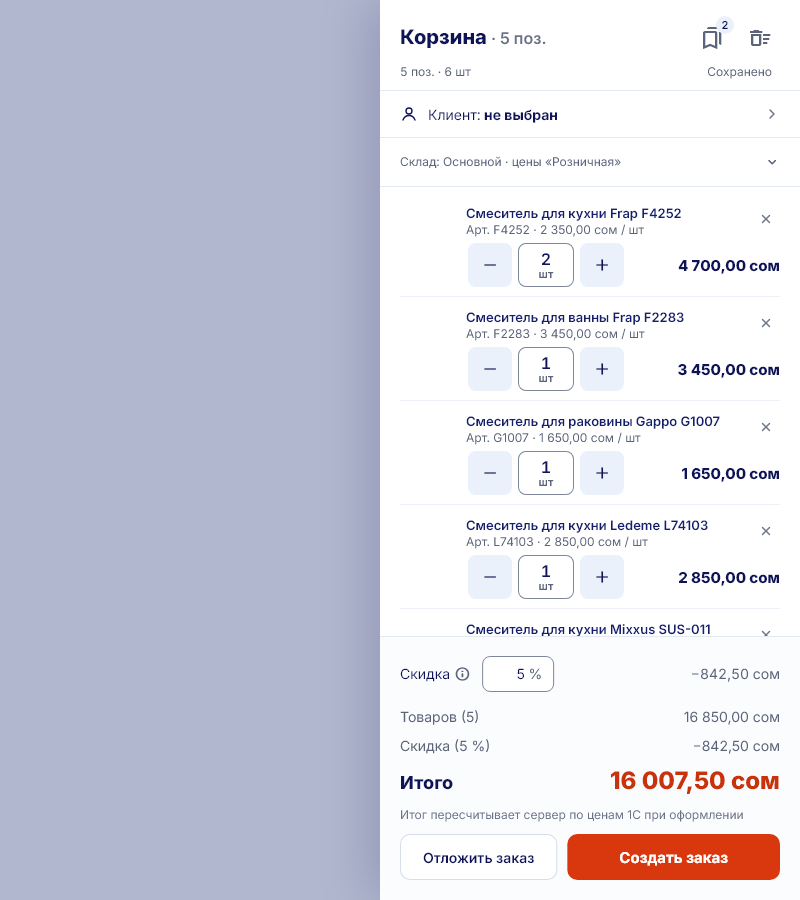 Корзина · 5 поз.
2
5 поз. · 6 шт
Сохранено
Клиент: не выбран
Склад: Основной · цены «Розничная»
Смеситель для кухни Frap F4252
Арт. F4252 · 2 350,00 сом / шт
2
шт
4 700,00 сом
Смеситель для ванны Frap F2283
Арт. F2283 · 3 450,00 сом / шт
1
шт
3 450,00 сом
Смеситель для раковины Gappo G1007
Арт. G1007 · 1 650,00 сом / шт
1
шт
1 650,00 сом
Смеситель для кухни Ledeme L74103
Арт. L74103 · 2 850,00 сом / шт
1
шт
2 850,00 сом
Смеситель для кухни Mixxus SUS-011
Скидка 5 % −842,50 сом
Товаров (5) 16 850,00 сом
Скидка (5 %) −842,50 сом
Итого 16 007,50 сом
Итог пересчитывает сервер по ценам 1С при оформлении
Отложить заказ
Создать заказ